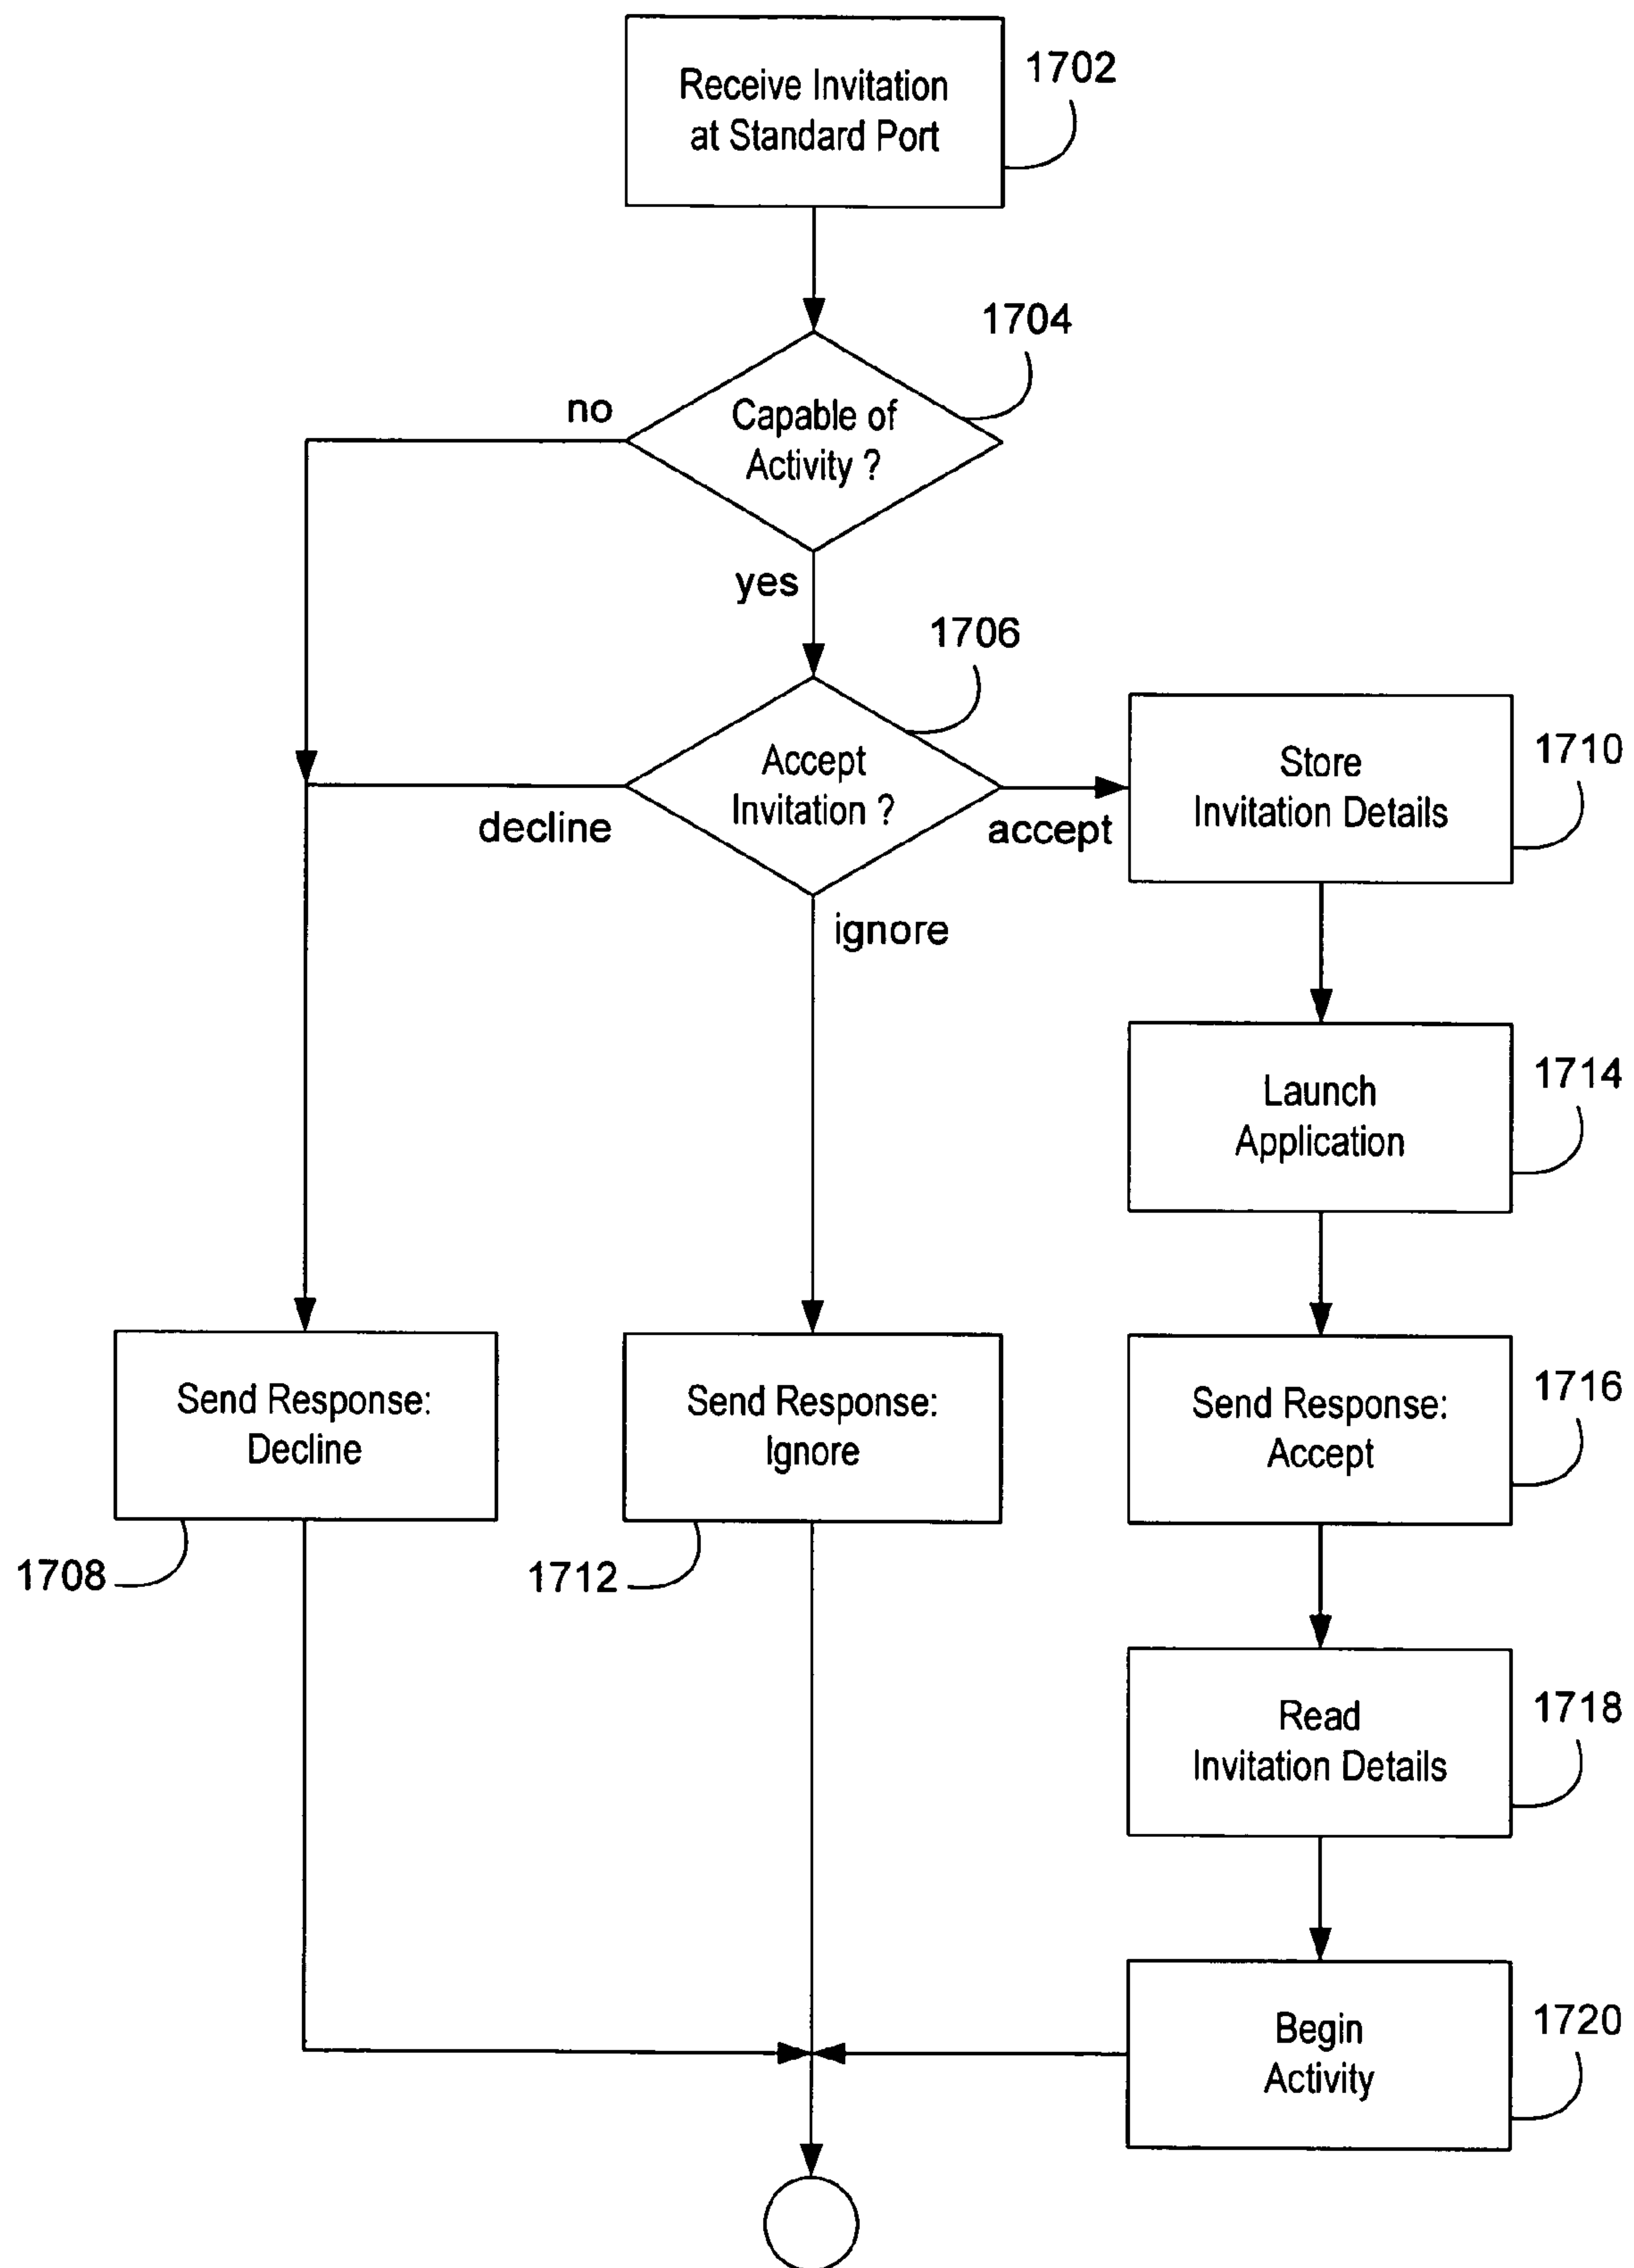 Receive Invitation
at Standard Port
1702
1704
no
Capable of
Activity ?
yes
1706
Accept
Invitation ?
decline
accept
ignore
Store
Invitation Details
1710
Launch
Application
1714
Send Response:
Decline
1708
Send Response:
Ignore
1712
Send Response:
Accept
1716
Read
Invitation Details
1718
Begin
Activity
1720